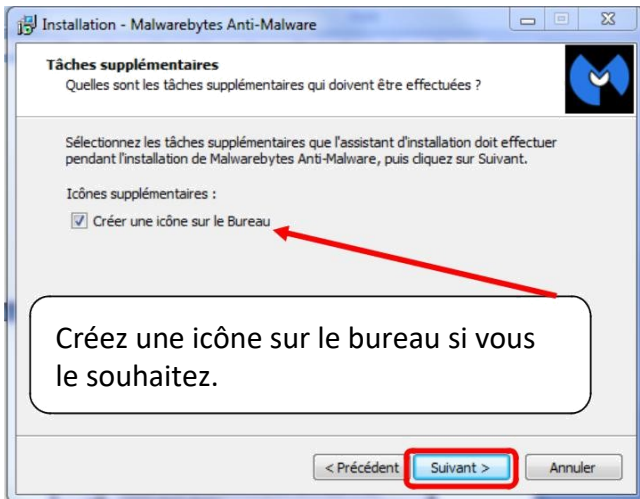 Installation - Malwarebytes Anti-Malware
Tâches supplémentaires
Quelles sont les tâches supplémentaires qui doivent être effectuées ?
Sélectionnez les tâches supplémentaires que l'assistant d'installation doit effectuer
pendant l'installation de Malwarebytes Anti-Malware, puis cliquez sur Suivant.
Icônes supplémentaires :
Créer une icône sur le Bureau
Créez une icône sur le bureau si vous
le souhaitez.
< Précédent Suivant > Annuler